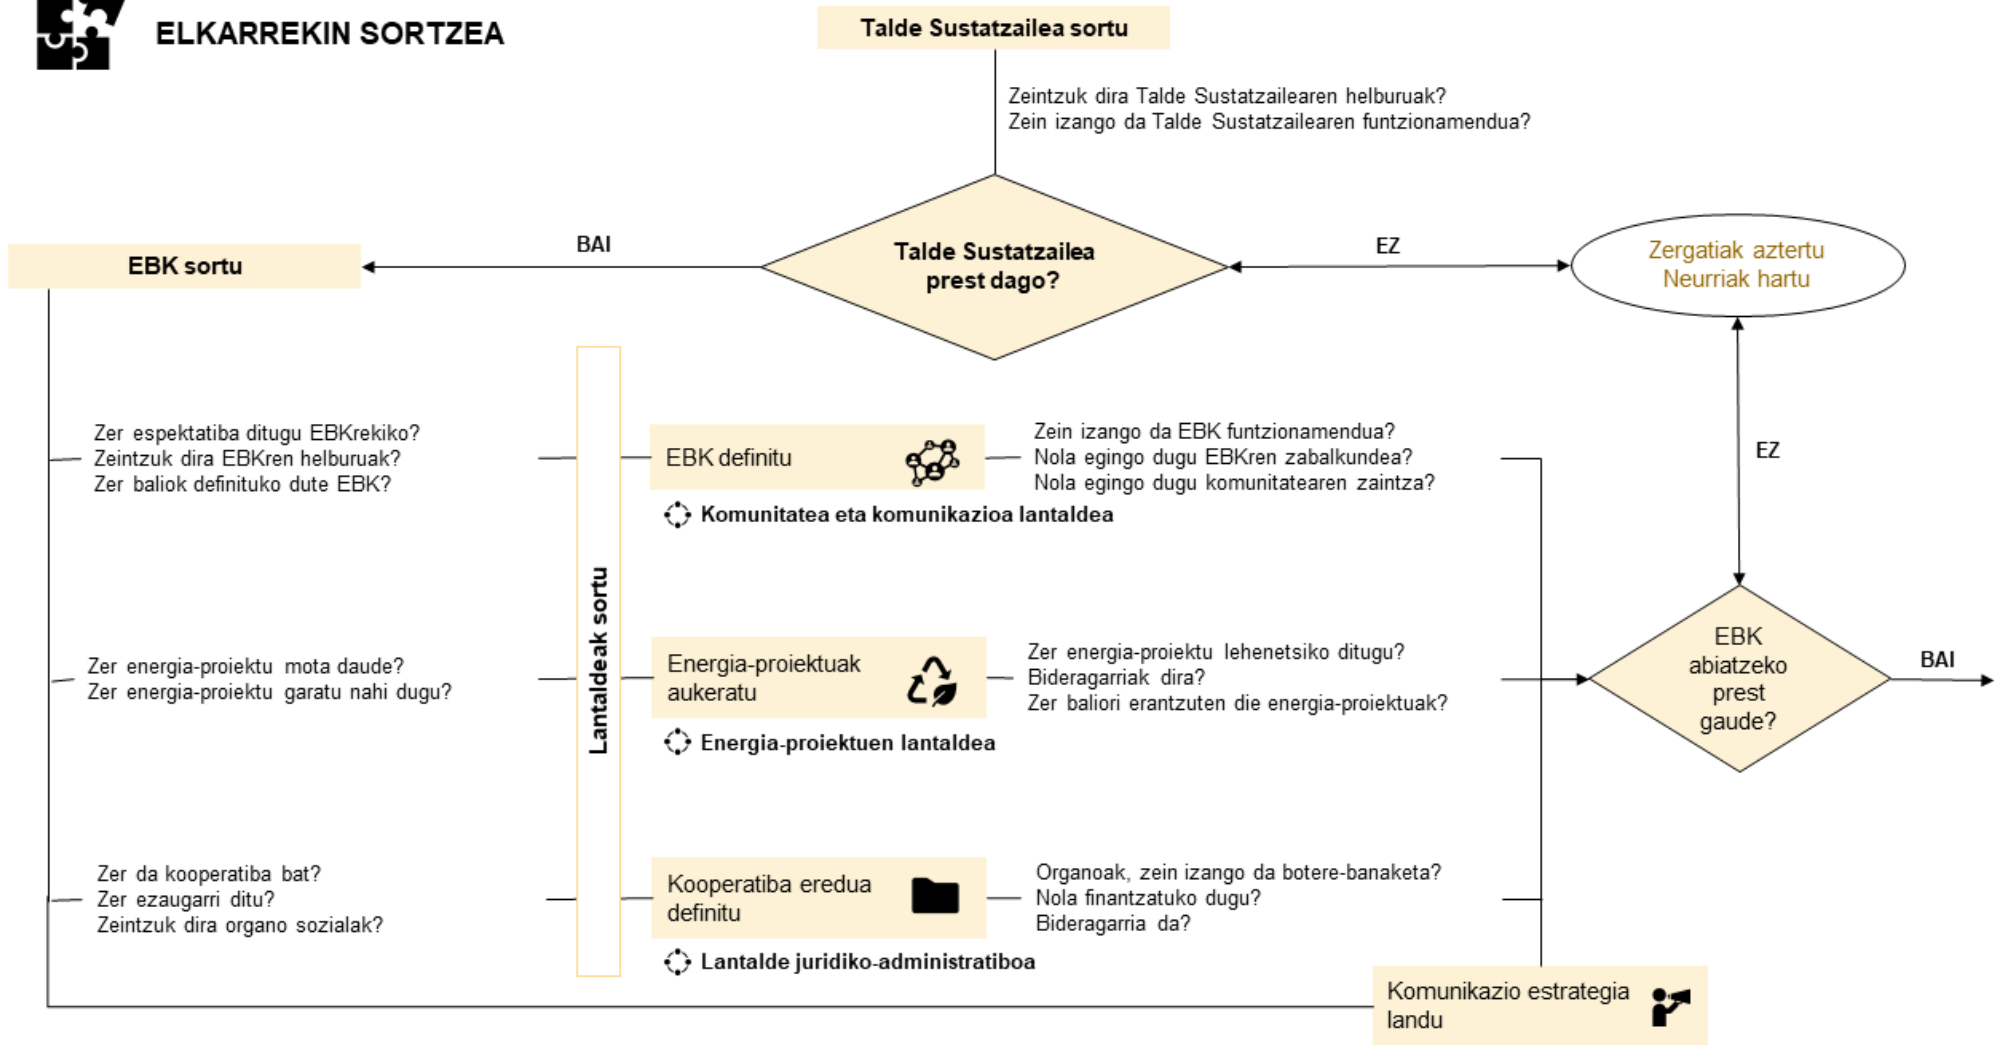 ELKARREKIN SORTZEA
Talde Sustatzailea sortu
Zeintzuk dira Talde Sustatzailearen helburuak?
Zein izango da Talde Sustatzailearen funtzionamendua?
Talde Sustatzailea
prest dago?
BAI
EZ
EBK sortu
Zergatiak aztertu
Neurriak hartu
EZ
Lantaldeak sortu
Zer espektatiba ditugu EBKrekiko?
Zeintzuk dira EBKren helburuak?
Zer baliok definituko dute EBK?
EBK definitu
Zein izango da EBK funtzionamendua?
Nola egingo dugu EBKren zabalkundea?
Nola egingo dugu komunitatearen zaintza?
Komunitatea eta komunikazioa lantaldea
Zer energia-proiektu mota daude?
Zer energia-proiektu garatu nahi dugu?
Energia-proiektuak
aukeratu
Zer energia-proiektu lehenetsiko ditugu?
Bideragarriak dira?
Zer baliori erantzuten die energia-proiektuak?
Energia-proiektuen lantaldea
EBK
abiatzeko
prest
gaude?
BAI
Zer da kooperatiba bat?
Zer ezaugarri ditu?
Zeintzuk dira organo sozialak?
Kooperatiba eredua
definitu
Organoak, zein izango da botere-banaketa?
Nola finantzatuko dugu?
Bideragarria da?
Lantalde juridiko-administratiboa
Komunikazio estrategia
landu